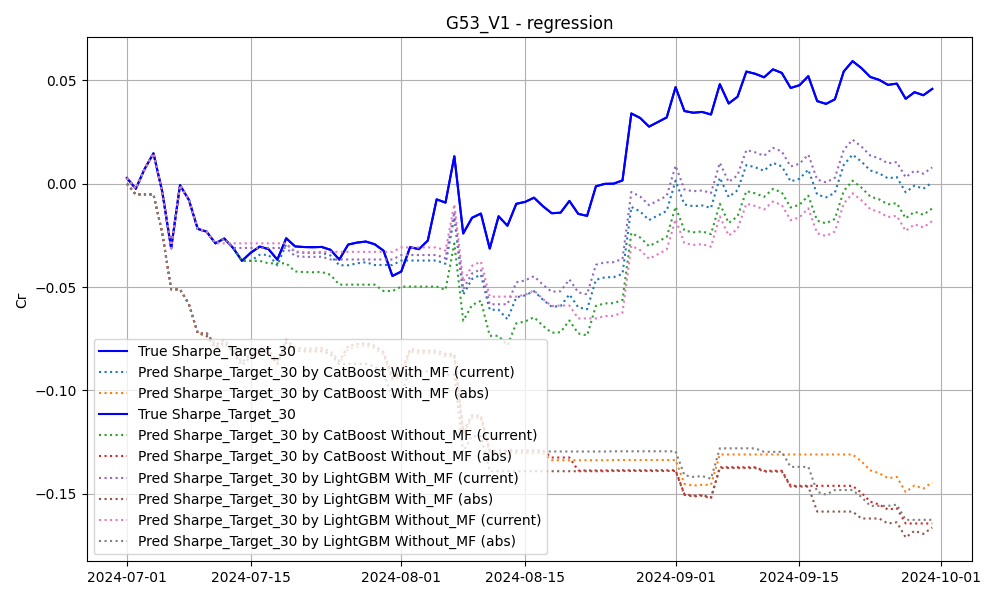 G53_V1 - regression
Cr
0.05
0.00
−0.05
−0.10
−0.15
True Sharpe_Target_30
Pred Sharpe_Target_30 by CatBoost With_MF (current)
Pred Sharpe_Target_30 by CatBoost With_MF (abs)
True Sharpe_Target_30
Pred Sharpe_Target_30 by CatBoost Without_MF (current)
Pred Sharpe_Target_30 by CatBoost Without_MF (abs)
Pred Sharpe_Target_30 by LightGBM With_MF (current)
Pred Sharpe_Target_30 by LightGBM With_MF (abs)
Pred Sharpe_Target_30 by LightGBM Without_MF (current)
Pred Sharpe_Target_30 by LightGBM Without_MF (abs)
2024-07-01 2024-07-15 2024-08-01 2024-08-15 2024-09-01 2024-09-15 2024-10-01